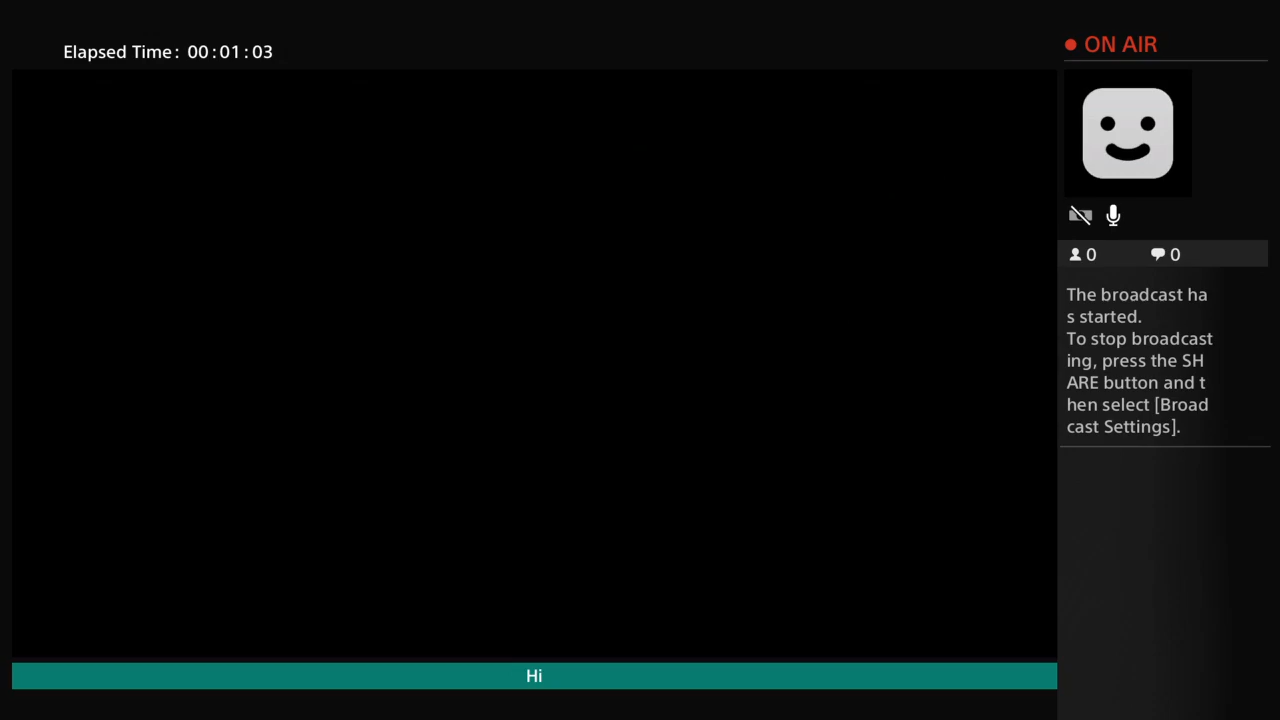 Elapsed Time: 00:01:03
ON AIR
0 0
The broadcast ha
s started.
To stop broadcast
ing, press the SH
ARE button and t
hen select [Broad
cast Settings].
Hi